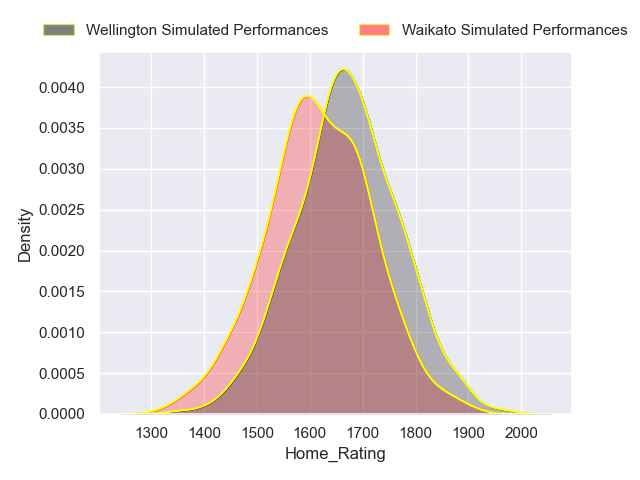 Wellington Simulated Performances
Waikato Simulated Performances
0.0040
0.0035
0.0030
0.0025
0.0020
0.0015
0.0010
0.0005
0.0000
Density
1300 1400 1500 1600 1700 1800 1900 2000
Home_Rating